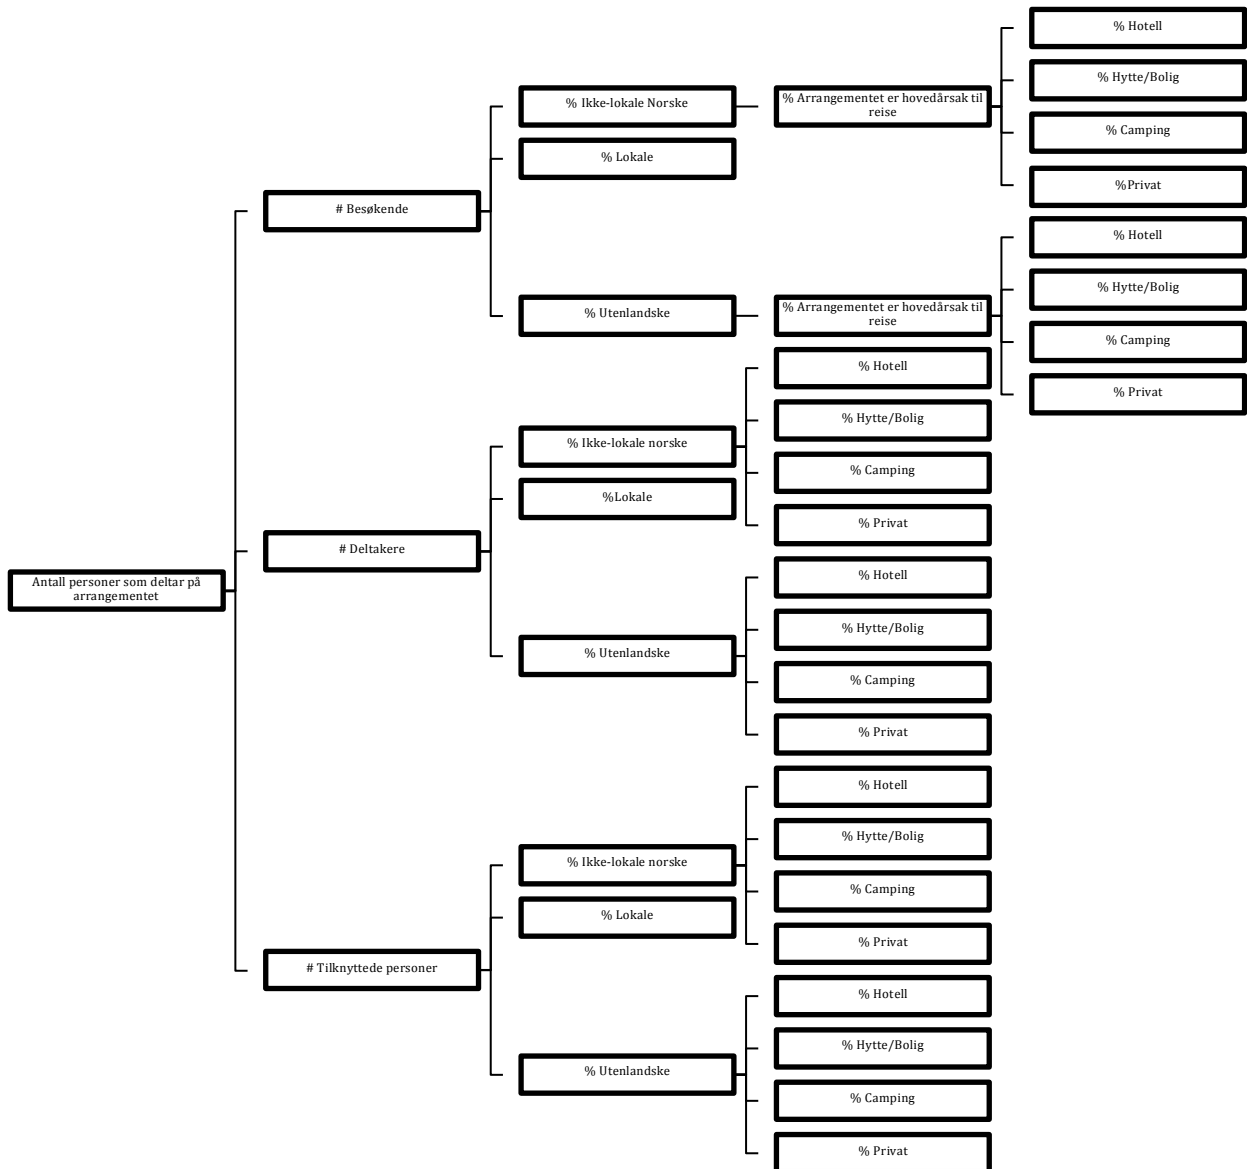 Antall personer som deltar på
arrangementet
# Besøkende
% Ikke-lokale Norske
% Arrangementet er hovedårsak til
reise
% Hotell
% Hytte/Bolig
% Camping
%Privat
% Lokale
% Utenlandske
% Arrangementet er hovedårsak til
reise
% Hotell
% Hytte/Bolig
% Camping
% Privat
# Deltakere
% Ikke-lokale norske
% Hotell
% Hytte/Bolig
% Camping
% Privat
%Lokale
% Utenlandske
% Hotell
% Hytte/Bolig
% Camping
% Privat
# Tilknyttede personer
% Ikke-lokale norske
% Hotell
% Hytte/Bolig
% Camping
% Privat
% Lokale
% Utenlandske
% Hotell
% Hytte/Bolig
% Camping
% Privat